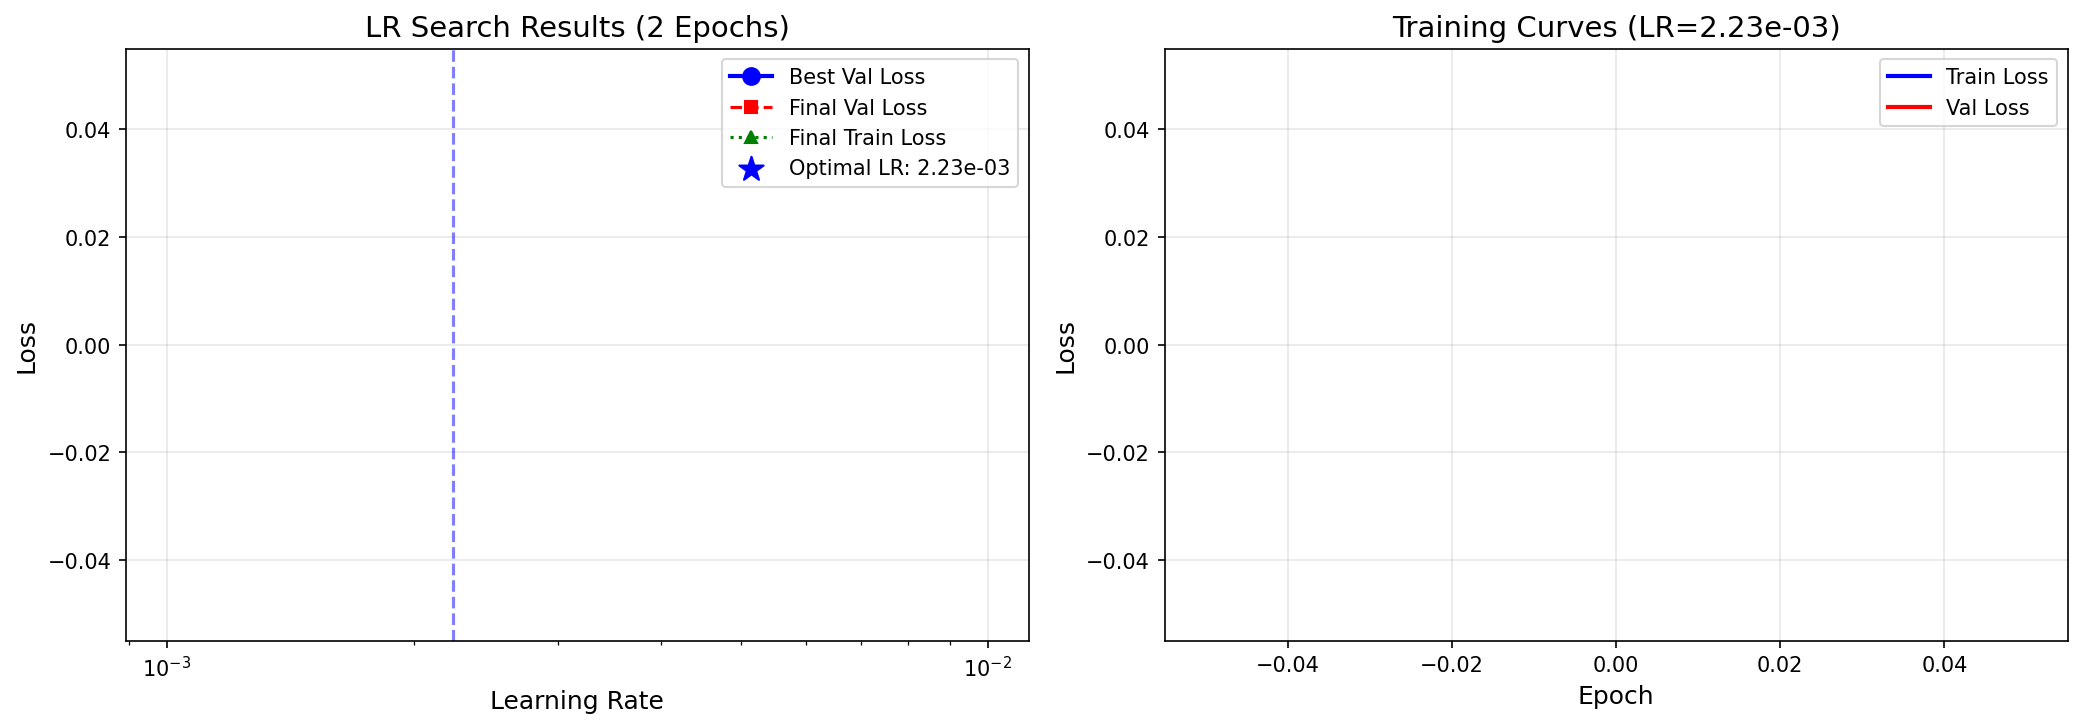 LR Search Results (2 Epochs)
Best Val Loss
Final Val Loss
Final Train Loss
Optimal LR: 2.23e-03
0.04
0.02
0.00
−0.02
−0.04
Loss
10⁻³
10⁻²
Learning Rate
Training Curves (LR=2.23e-03)
Train Loss
Val Loss
0.04
0.02
0.00
−0.02
−0.04
Loss
−0.04
−0.02
0.00
0.02
0.04
Epoch